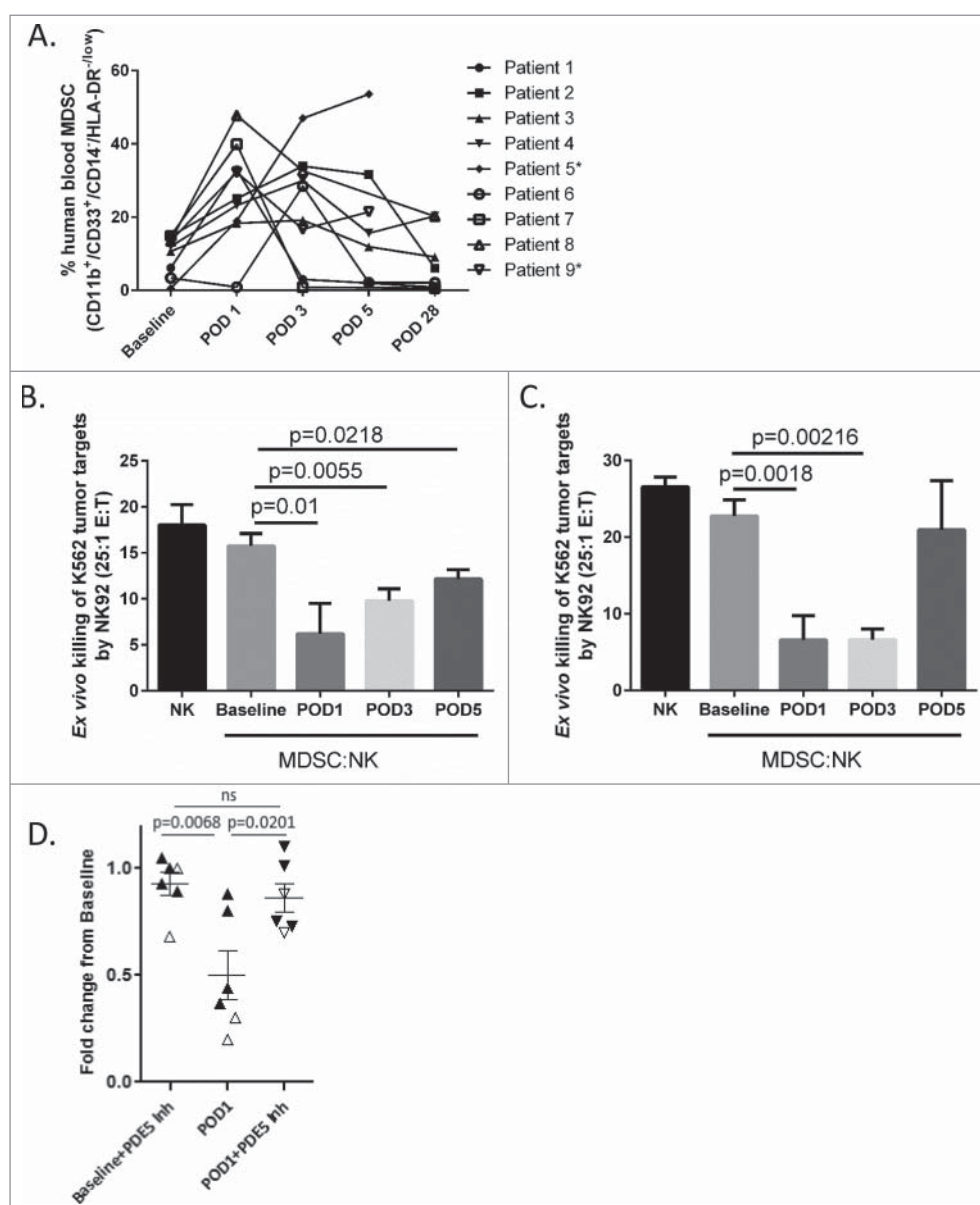 A.
% human blood MDSC
(CD11b+/CD33+/CD14-/HLA-DR-/low)
60
40
20
0
Baseline
POD 1
POD 3
POD 5
POD 28
Patient 1
Patient 2
Patient 3
Patient 4
Patient 5*
Patient 6
Patient 7
Patient 8
Patient 9*
B.
Ex vivo killing of K562 tumor targets
by NK92 (25:1 E:T)
25
20
15
10
5
0
p=0.0218
p=0.0055
p=0.01
NK
Baseline
POD1
POD3
POD5
MDSC:NK
C.
Ex vivo killing of K562 tumor targets
by NK92 (25:1 E:T)
30
20
10
0
p=0.00216
p=0.0018
NK
Baseline
POD1
POD3
POD5
MDSC:NK
D.
Fold change from Baseline
1.0
0.5
0.0
ns
p=0.0068
p=0.0201
Baseline+PDE5 Inh
POD1
POD1+PDE5 Inh